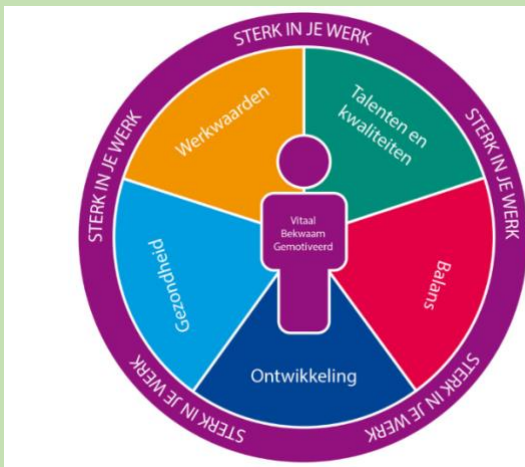 STERK IN JE WERK
Talenten en
kwaliteiten
STERK IN JE WERK
Balans
STERK IN JE WERK
Ontwikkeling
STERK IN JE WERK
Gezondheid
STERK IN JE WERK
Werkwaarden
Vitaal
Bekwaam
Gemotiveerd